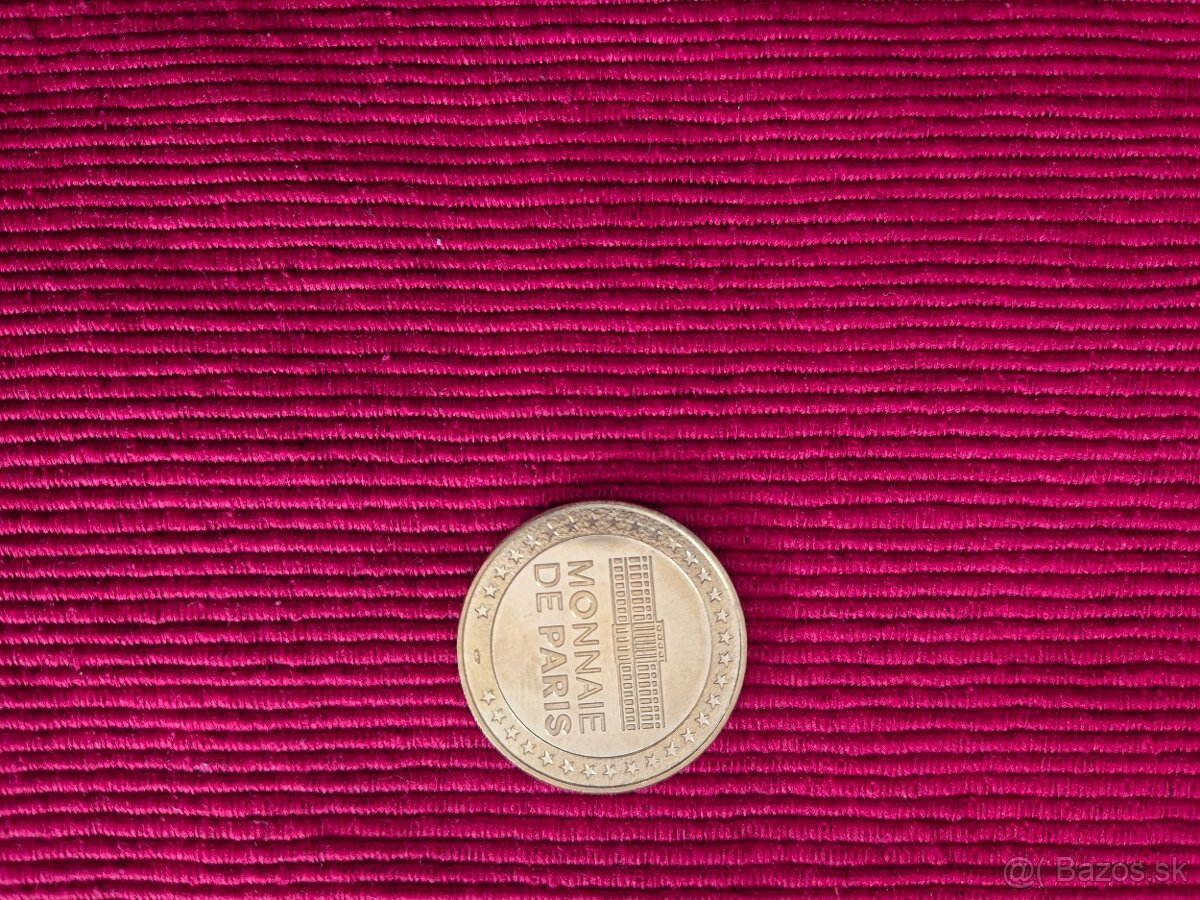 MONNAIE
DE PARIS
@( Bazos.sk